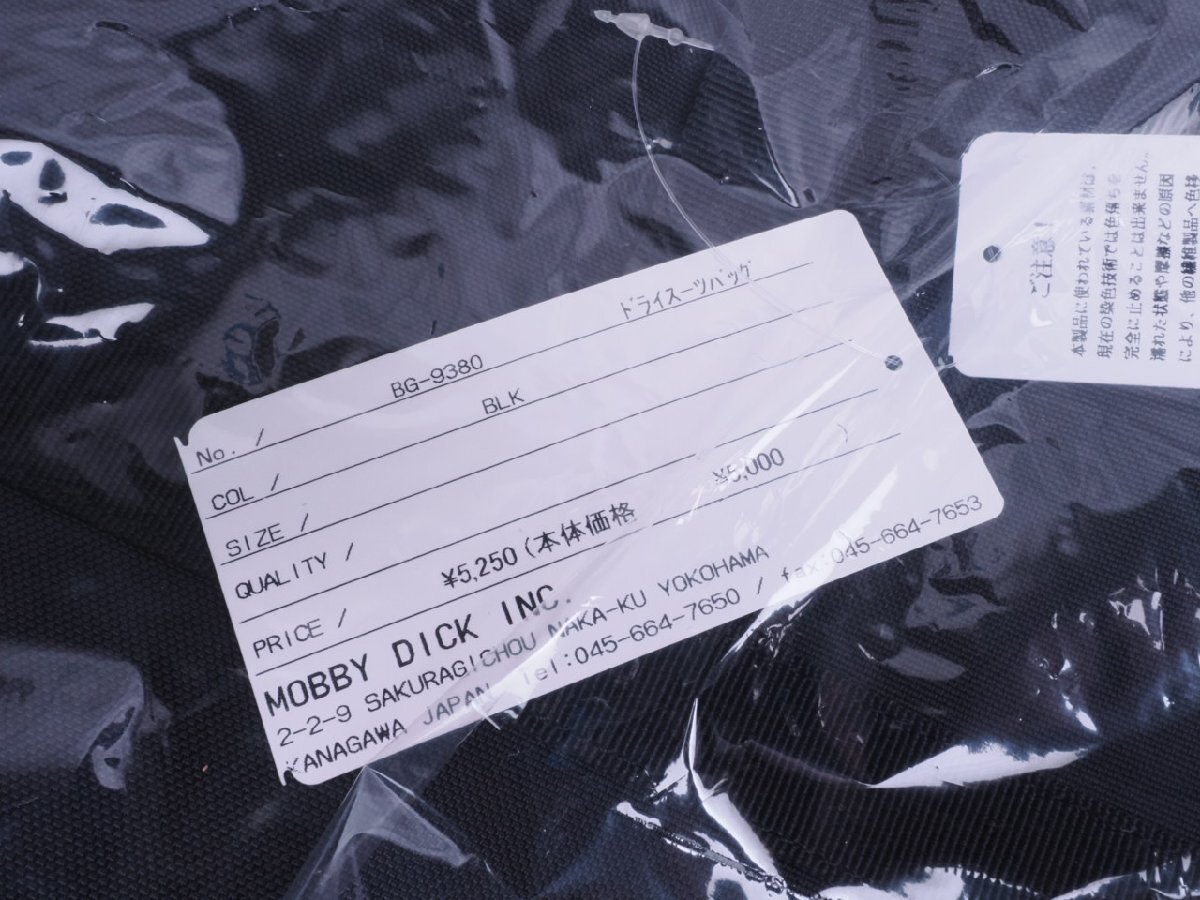 No. / BG-9380 ドライスーツバッグ
COL / BLK
SIZE /
QUALITY /
PRICE / ¥5,250 (本体価格 ¥5,000
MOBBY DICK INC.
2-2-9 SAKURAGICHOU NAKA-KU YOKOHAMA
KANAGAWA JAPAN Tel:045-664-7650 / fax:045-664-7653
ご注意!
本製品に使われている素材は、
現在の染色技術では色落ちを
完全に止めることは出来ません。
濡れた状態や摩擦などの原因
により、他の繊維製品へ色移